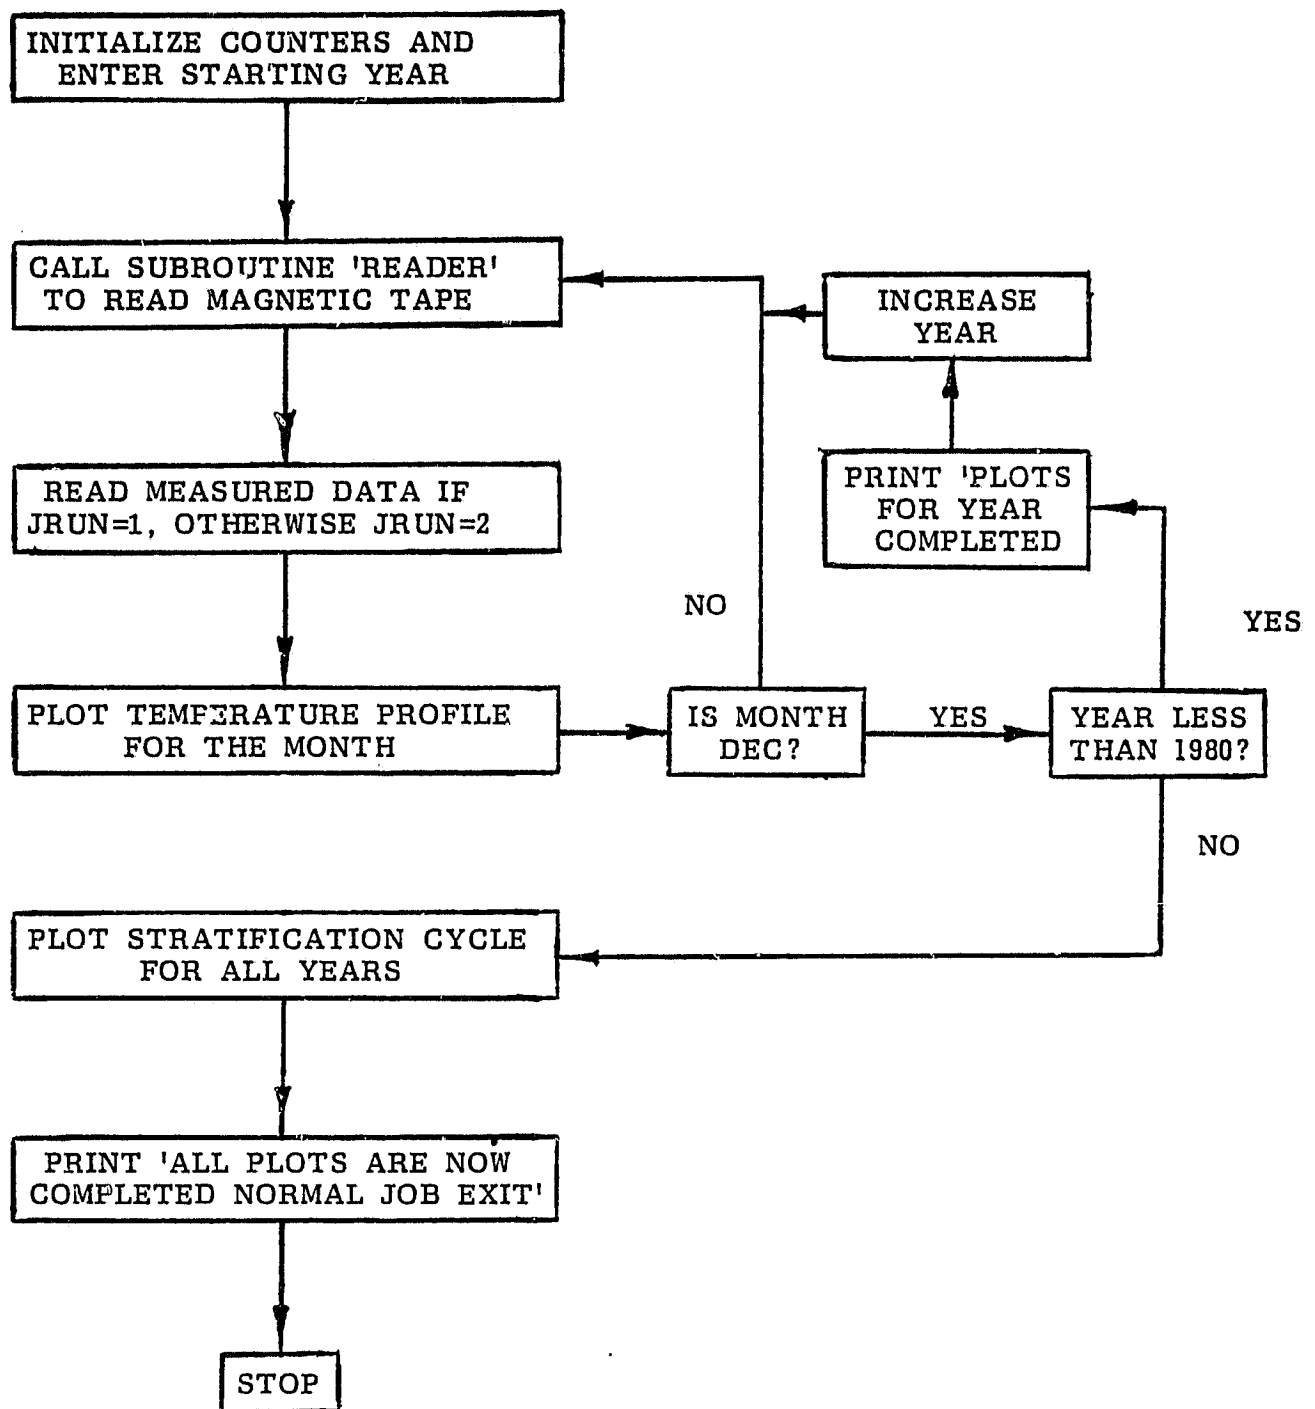 INITIALIZE COUNTERS AND
ENTER STARTING YEAR
CALL SUBROUTINE 'READER'
TO READ MAGNETIC TAPE
INCREASE
YEAR
READ MEASURED DATA IF
JRUN=1, OTHERWISE JRUN=2
PRINT 'PLOTS
FOR YEAR
COMPLETED
NO
YES
PLOT TEMPERATURE PROFILE
FOR THE MONTH
IS MONTH
DEC?
YES
YEAR LESS
THAN 1980?
NO
PLOT STRATIFICATION CYCLE
FOR ALL YEARS
PRINT 'ALL PLOTS ARE NOW
COMPLETED NORMAL JOB EXIT'
STOP